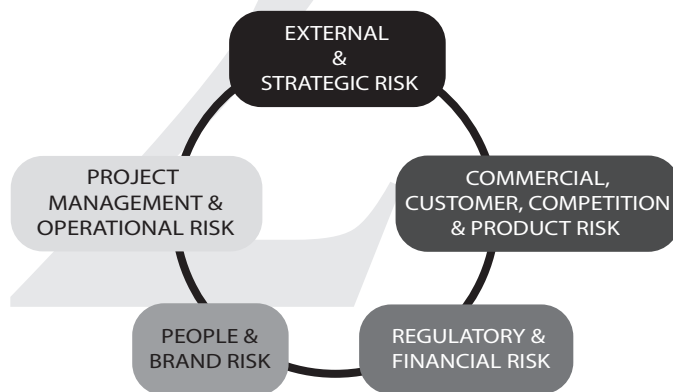 EXTERNAL
&
STRATEGIC RISK
PROJECT
MANAGEMENT &
OPERATIONAL RISK
COMMERCIAL,
CUSTOMER, COMPETITION
& PRODUCT RISK
PEOPLE &
BRAND RISK
REGULATORY &
FINANCIAL RISK